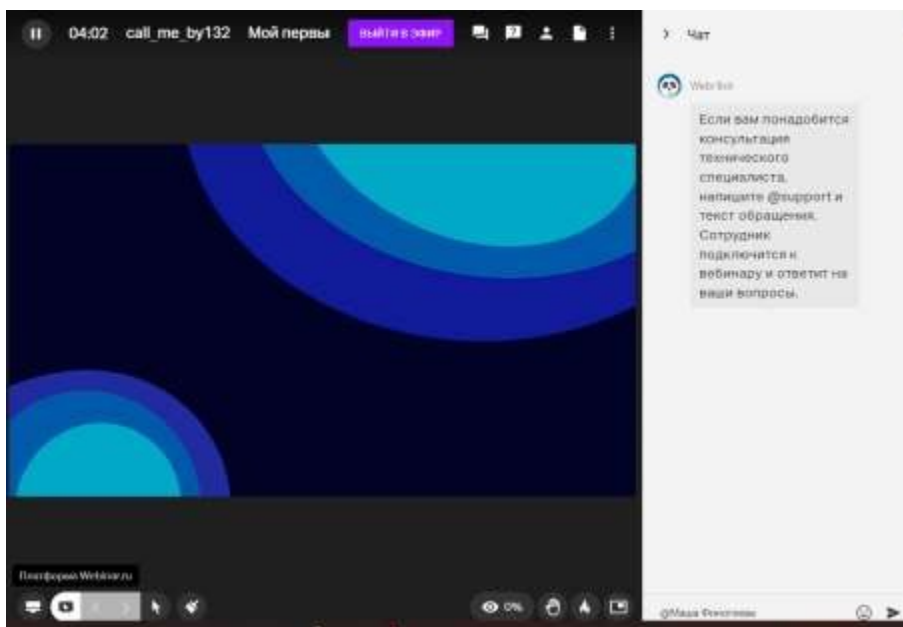 04:02 call_me_by132 Мой первы ВЫЙТИ В ЭФИР
Чат
Если вам понадобится
консультация
технического
специалиста,
напишите @support и
текст обращения.
Сотрудник
подключится к
вебинару и ответит на
ваши вопросы.
Платформа Webinar.ru
0%
@Маша